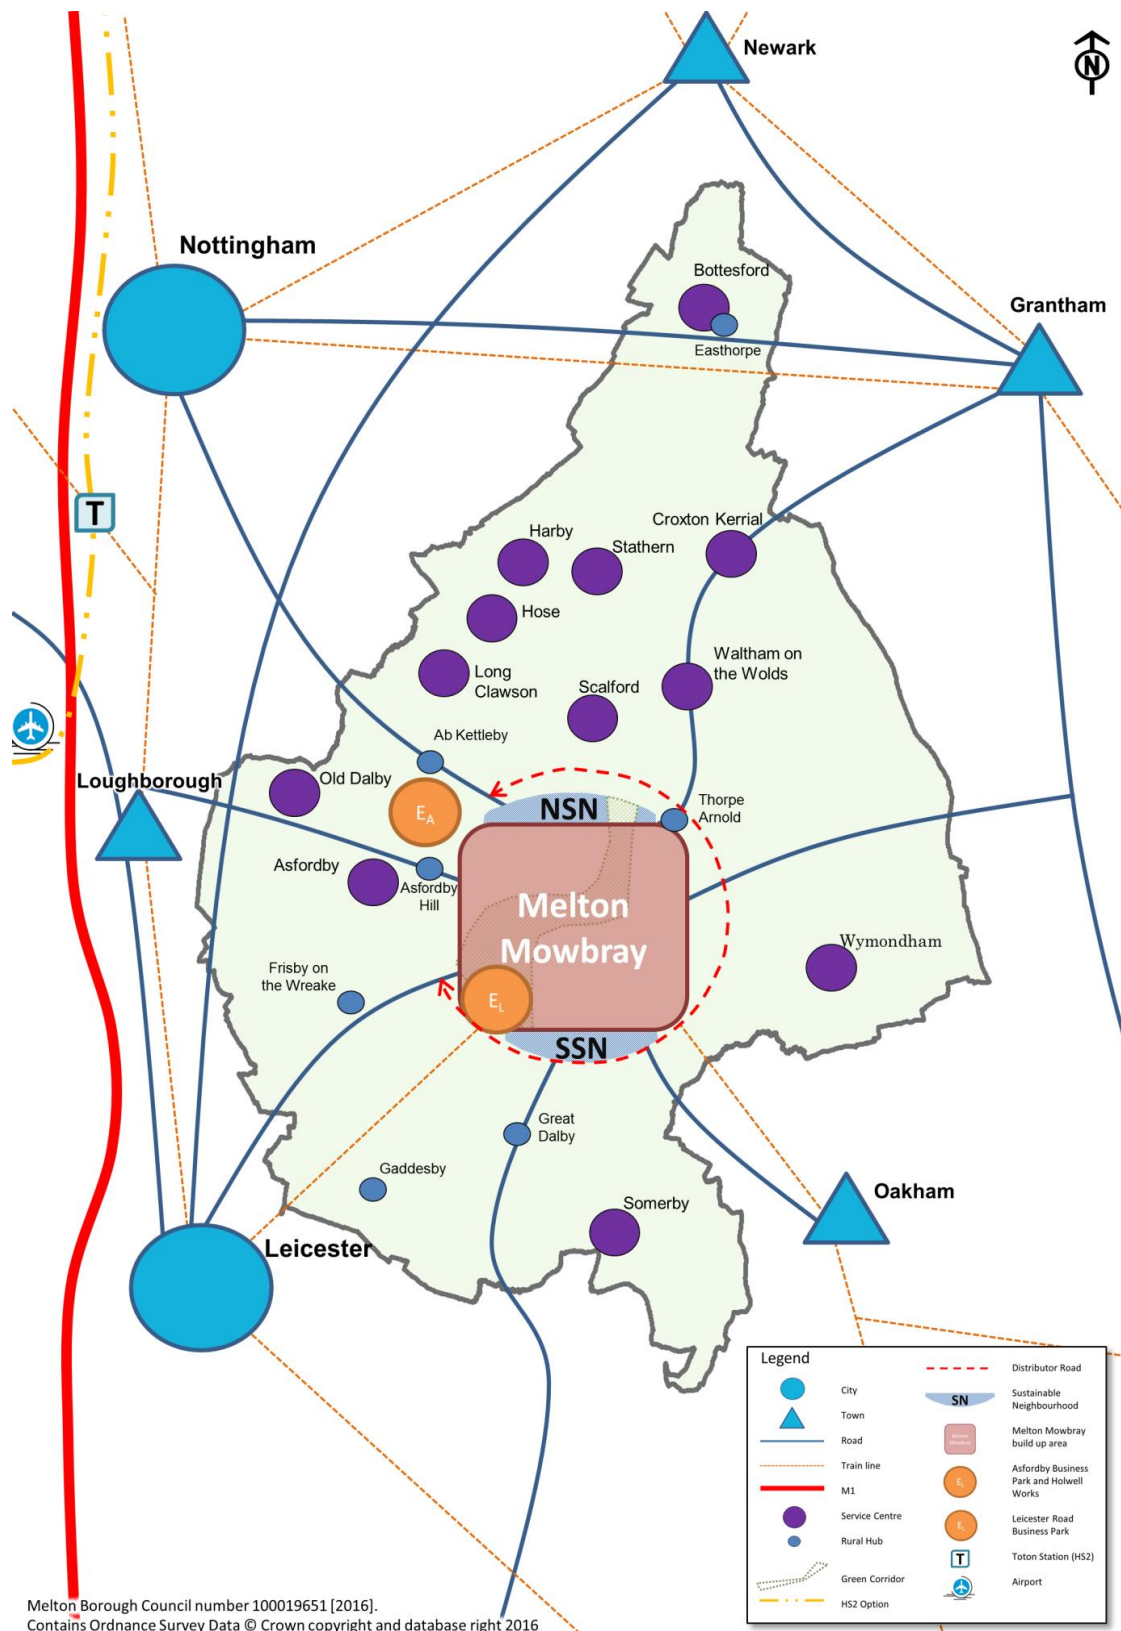 Newark
N
Nottingham
Bottesford
Grantham
Easthorpe
T
Croxton Kerrial
Harby
Stathern
Hose
Waltham on
the Wolds
Long
Clawson
Scalford
Ab Kettleby
Old Dalby
Loughborough
NSN
Thorpe
Arnold
EA
Asfordby
Asfordby
Hill
Melton
Mowbray
Wymondham
Frisby on
the Wreake
EL
SSN
Great
Dalby
Gaddesby
Oakham
Somerby
Leicester
Legend
City
Town
Road
Train line
M1
Service Centre
Rural Hub
Green Corridor
HS2 Option
Distributor Road
SN
Sustainable
Neighbourhood
Melton
Mowbray
Melton Mowbray
build up area
EL
Asfordby Business
Park and Holwell
Works
EL
Leicester Road
Business Park
T
Toton Station (HS2)
Airport
Melton Borough Council number 100019651 [2016].
Contains Ordnance Survey Data © Crown copyright and database right 2016